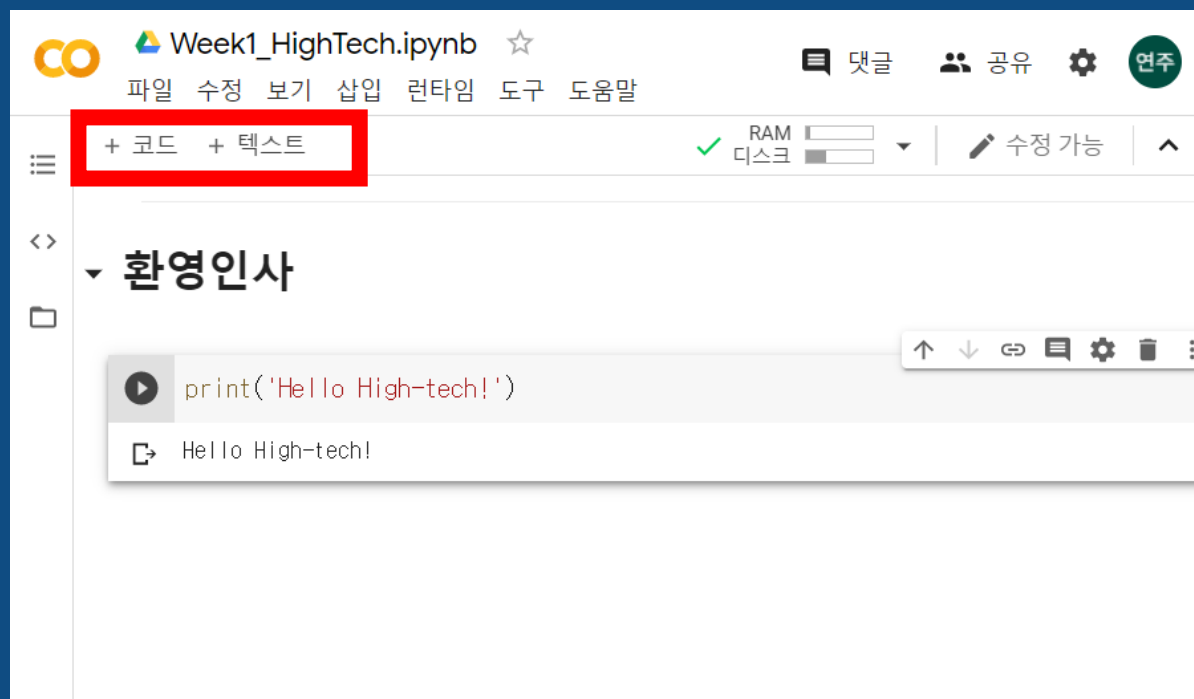 Week1_HighTech.ipynb
댓글 공유 연주
파일 수정 보기 삽입 런타임 도구 도움말
+ 코드 + 텍스트
RAM
디스크
수정 가능
환영인사
print('Hello High-tech!')
Hello High-tech!